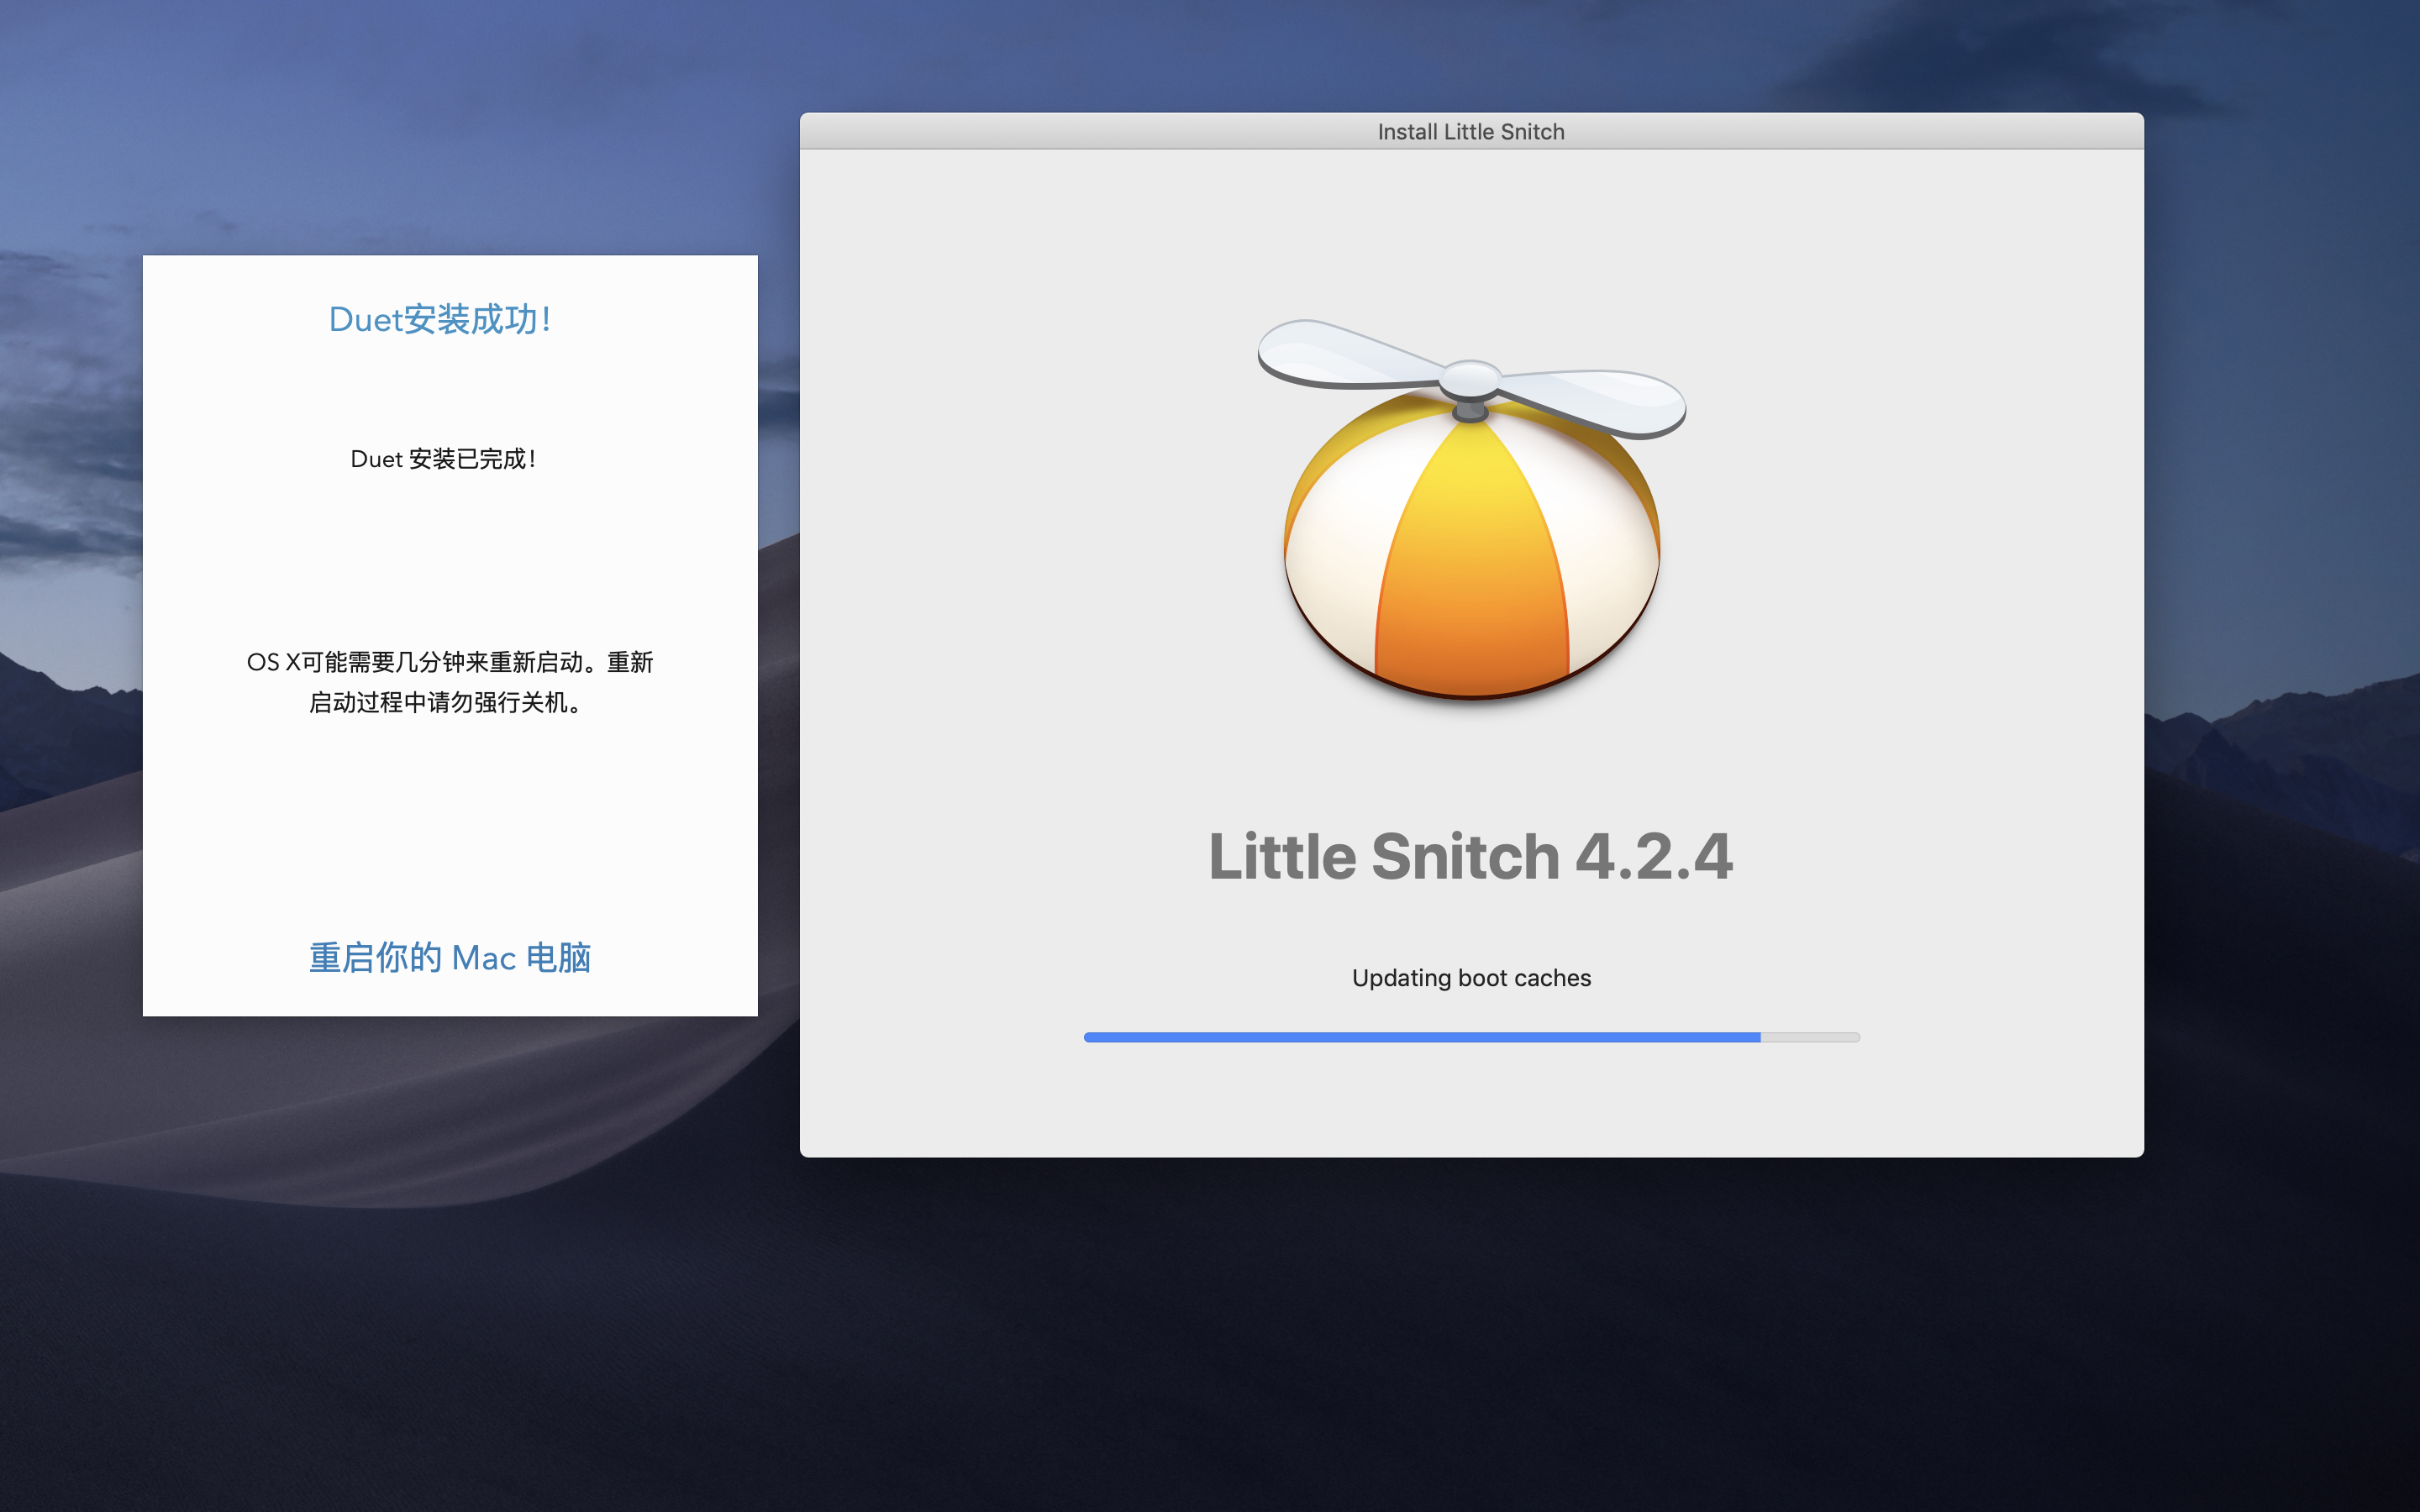 Duet安装成功！
Duet 安装已完成！
OS X可能需要几分钟来重新启动。重新
启动过程中请勿强行关机。
重启你的 Mac 电脑
Install Little Snitch
Little Snitch 4.2.4
Updating boot caches